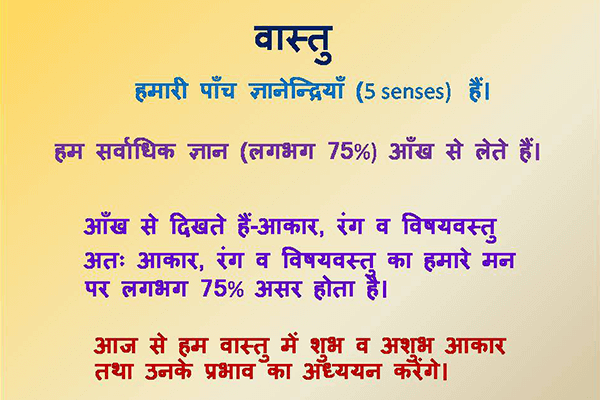 वास्तु
हमारी पाँच ज्ञानेन्द्रियाँ (5 senses) हैं।
हम सर्वाधिक ज्ञान (लगभग 75%) आँख से लेते हैं।
आँख से दिखते हैं-आकार, रंग व विषयवस्तु
अतः आकार, रंग व विषयवस्तु का हमारे मन
पर लगभग 75% असर होता है।
आज से हम वास्तु में शुभ व अशुभ आकार
तथा उनके प्रभाव का अध्ययन करेंगे।